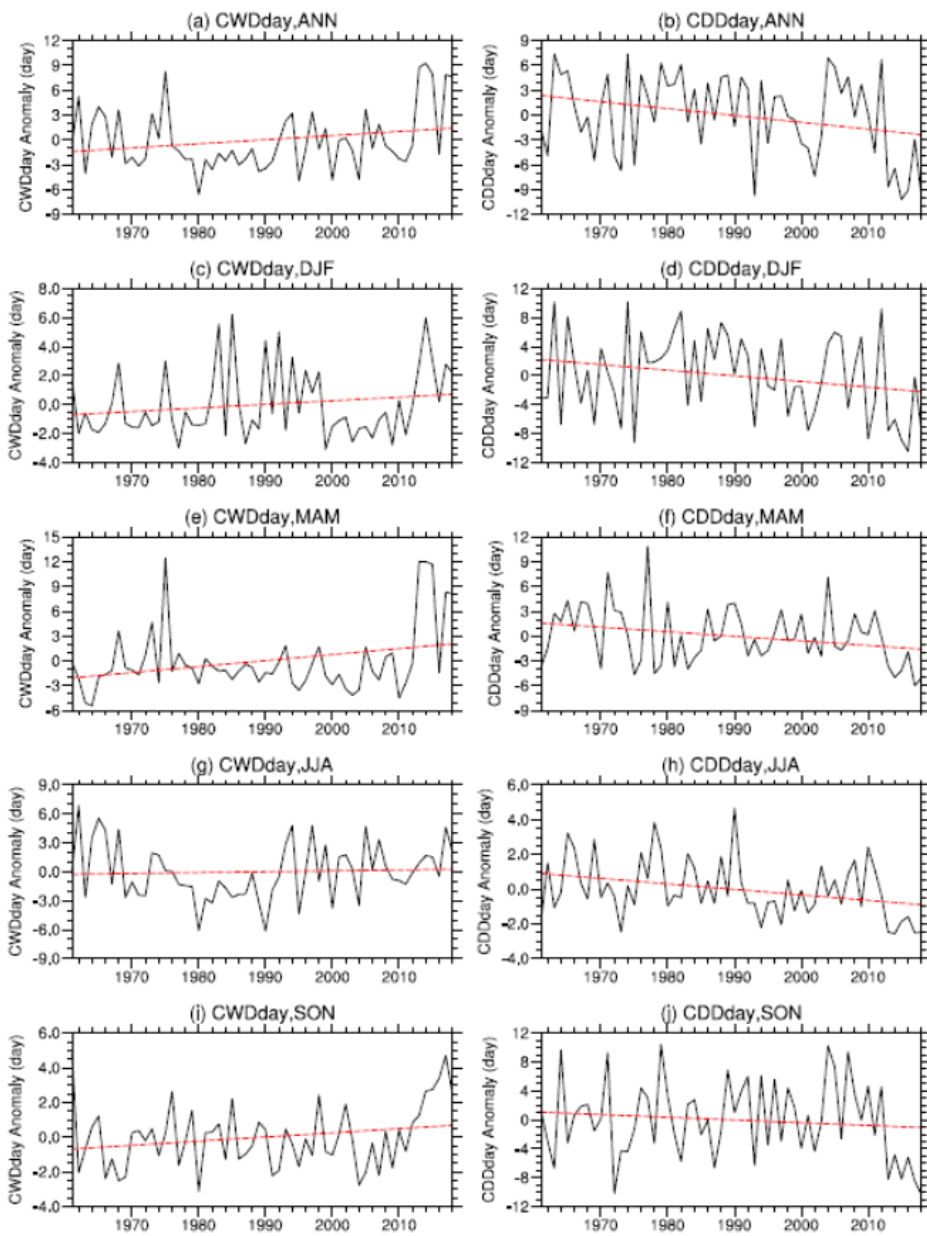 (a) CWDday,ANN
CWDday Anomaly (day)
12
9
6
3
0
-3
-6
-9
1970 1980 1990 2000 2010
(b) CDDday,ANN
CDDday Anomaly (day)
9
6
3
0
-3
-6
-9
-12
1970 1980 1990 2000 2010
(c) CWDday,DJF
CWDday Anomaly (day)
8.0
6.0
4.0
2.0
0.0
-2.0
-4.0
1970 1980 1990 2000 2010
(d) CDDday,DJF
CDDday Anomaly (day)
12
8
4
0
-4
-8
-12
1970 1980 1990 2000 2010
(e) CWDday,MAM
CWDday Anomaly (day)
15
12
9
6
3
0
-3
-6
1970 1980 1990 2000 2010
(f) CDDday,MAM
CDDday Anomaly (day)
12
9
6
3
0
-3
-6
-9
1970 1980 1990 2000 2010
(g) CWDday,JJA
CWDday Anomaly (day)
9.0
6.0
3.0
0.0
-3.0
-6.0
-9.0
1970 1980 1990 2000 2010
(h) CDDday,JJA
CDDday Anomaly (day)
6.0
4.0
2.0
0.0
-2.0
-4.0
1970 1980 1990 2000 2010
(i) CWDday,SON
CWDday Anomaly (day)
6.0
4.0
2.0
0.0
-2.0
-4.0
1970 1980 1990 2000 2010
(j) CDDday,SON
CDDday Anomaly (day)
12
8
4
0
-4
-8
-12
1970 1980 1990 2000 2010